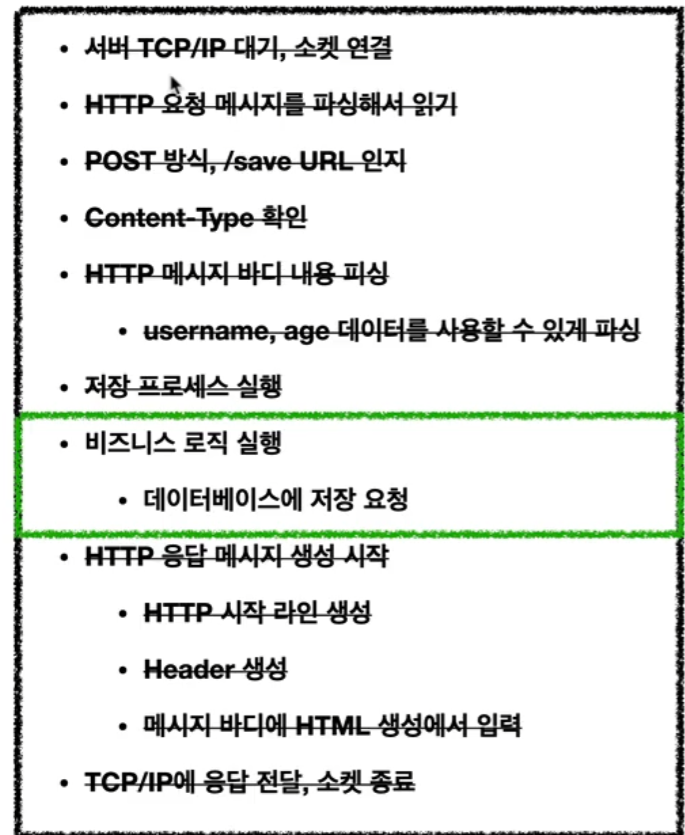 • 서버 TCP/IP 대기, 소켓 연결
• HTTP 요청 메시지를 파싱해서 읽기
• POST 방식, /save URL 인지
• Content-Type 확인
• HTTP 메시지 바디 내용 피싱
• username, age 데이터를 사용할 수 있게 파싱
• 저장 프로세스 실행
• 비즈니스 로직 실행
• 데이터베이스에 저장 요청
• HTTP 응답 메시지 생성 시작
• HTTP 시작 라인 생성
• Header 생성
• 메시지 바디에 HTML 생성에서 입력
• TCP/IP에 응답 전달, 소켓 종료